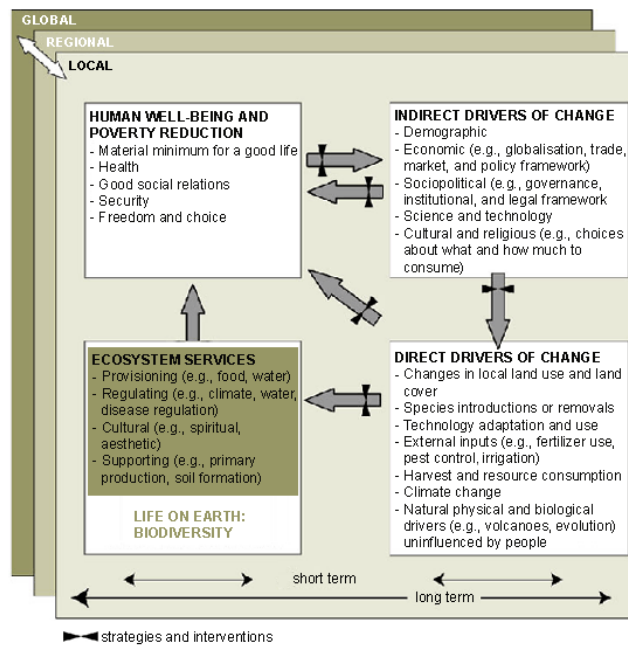 GLOBAL
REGIONAL
LOCAL
HUMAN WELL-BEING AND
POVERTY REDUCTION
- Material minimum for a good life
- Health
- Good social relations
- Security
- Freedom and choice
INDIRECT DRIVERS OF CHANGE
- Demographic
- Economic (e.g., globalisation, trade,
market, and policy framework)
- Sociopolitical (e.g., governance,
institutional, and legal framework
- Science and technology
- Cultural and religious (e.g., choices
about what and how much to
consume)
ECOSYSTEM SERVICES
- Provisioning (e.g., food, water)
- Regulating (e.g., climate, water,
disease regulation)
- Cultural (e.g., spiritual,
aesthetic)
- Supporting (e.g., primary
production, soil formation)
LIFE ON EARTH:
BIODIVERSITY
DIRECT DRIVERS OF CHANGE
- Changes in local land use and land
cover
- Species introductions or removals
- Technology adaptation and use
- External inputs (e.g., fertilizer use,
pest control, irrigation)
- Harvest and resource consumption
- Climate change
- Natural physical and biological
drivers (e.g., volcanoes, evolution)
uninfluenced by people
short term
long term
strategies and interventions